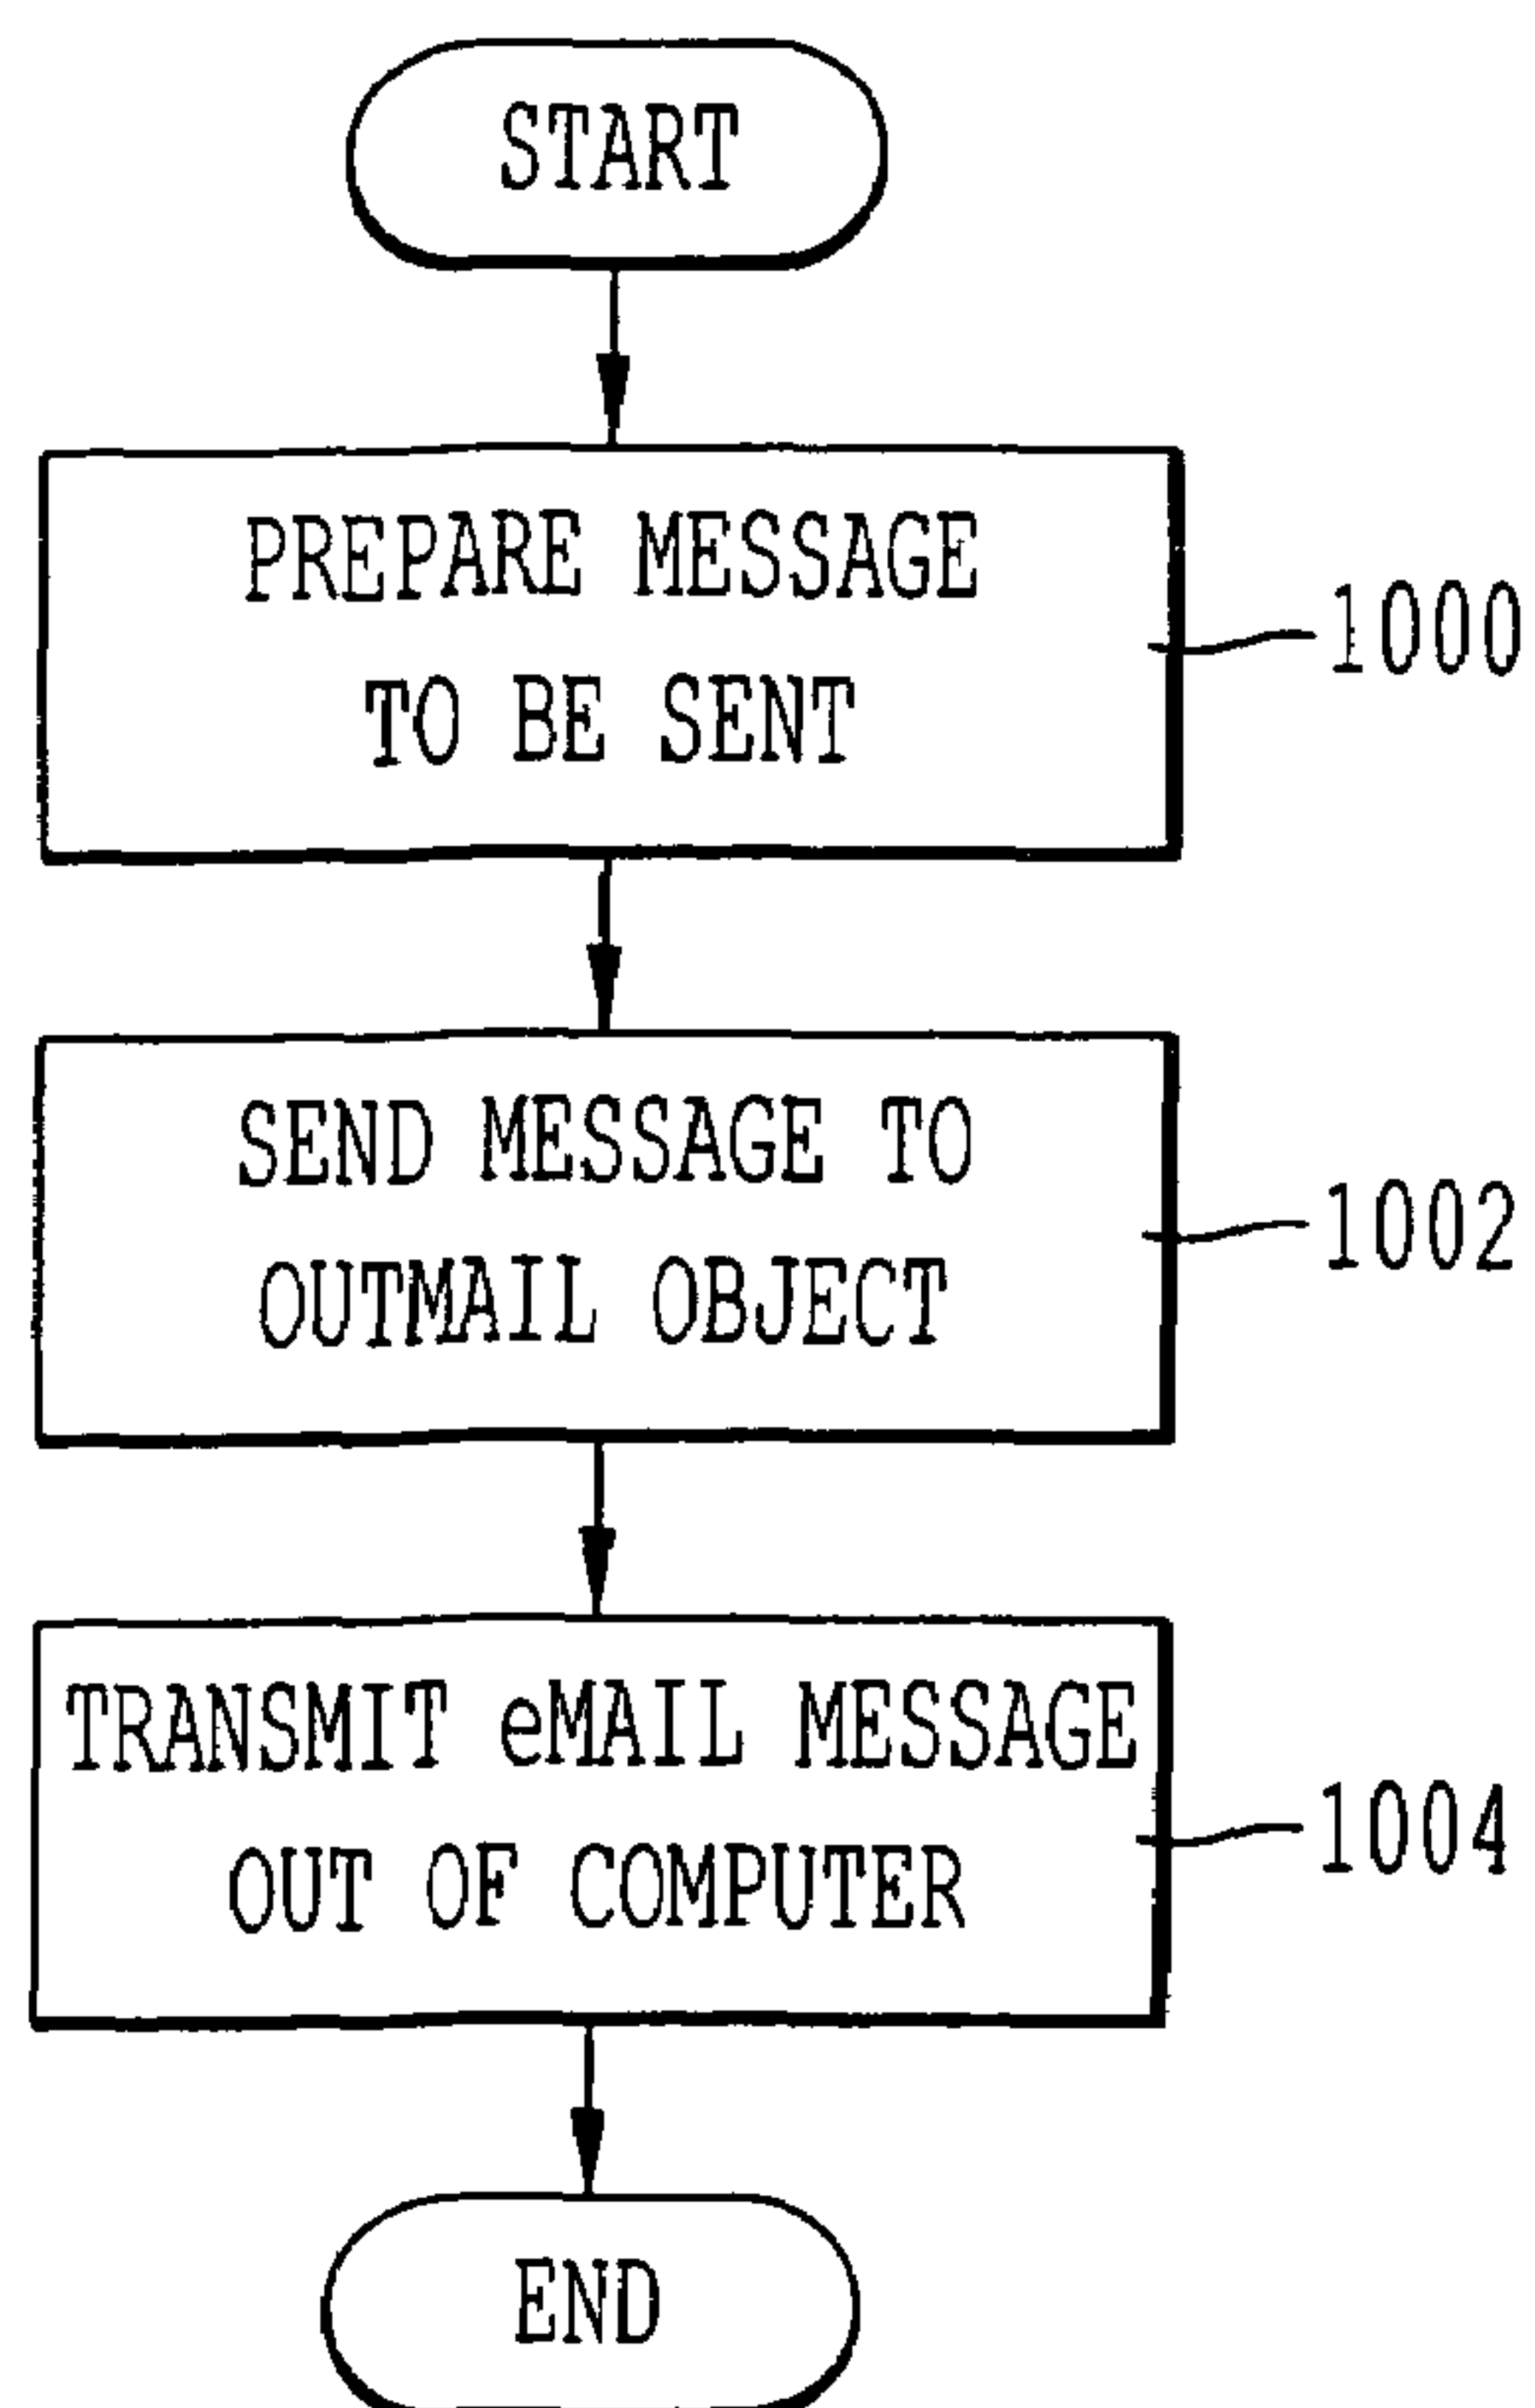 START
PREPARE MESSAGE
TO BE SENT
1000
SEND MESSAGE TO
OUTMAIL OBJECT
1002
TRANSMIT eMAIL MESSAGE
OUT OF COMPUTER
1004
END